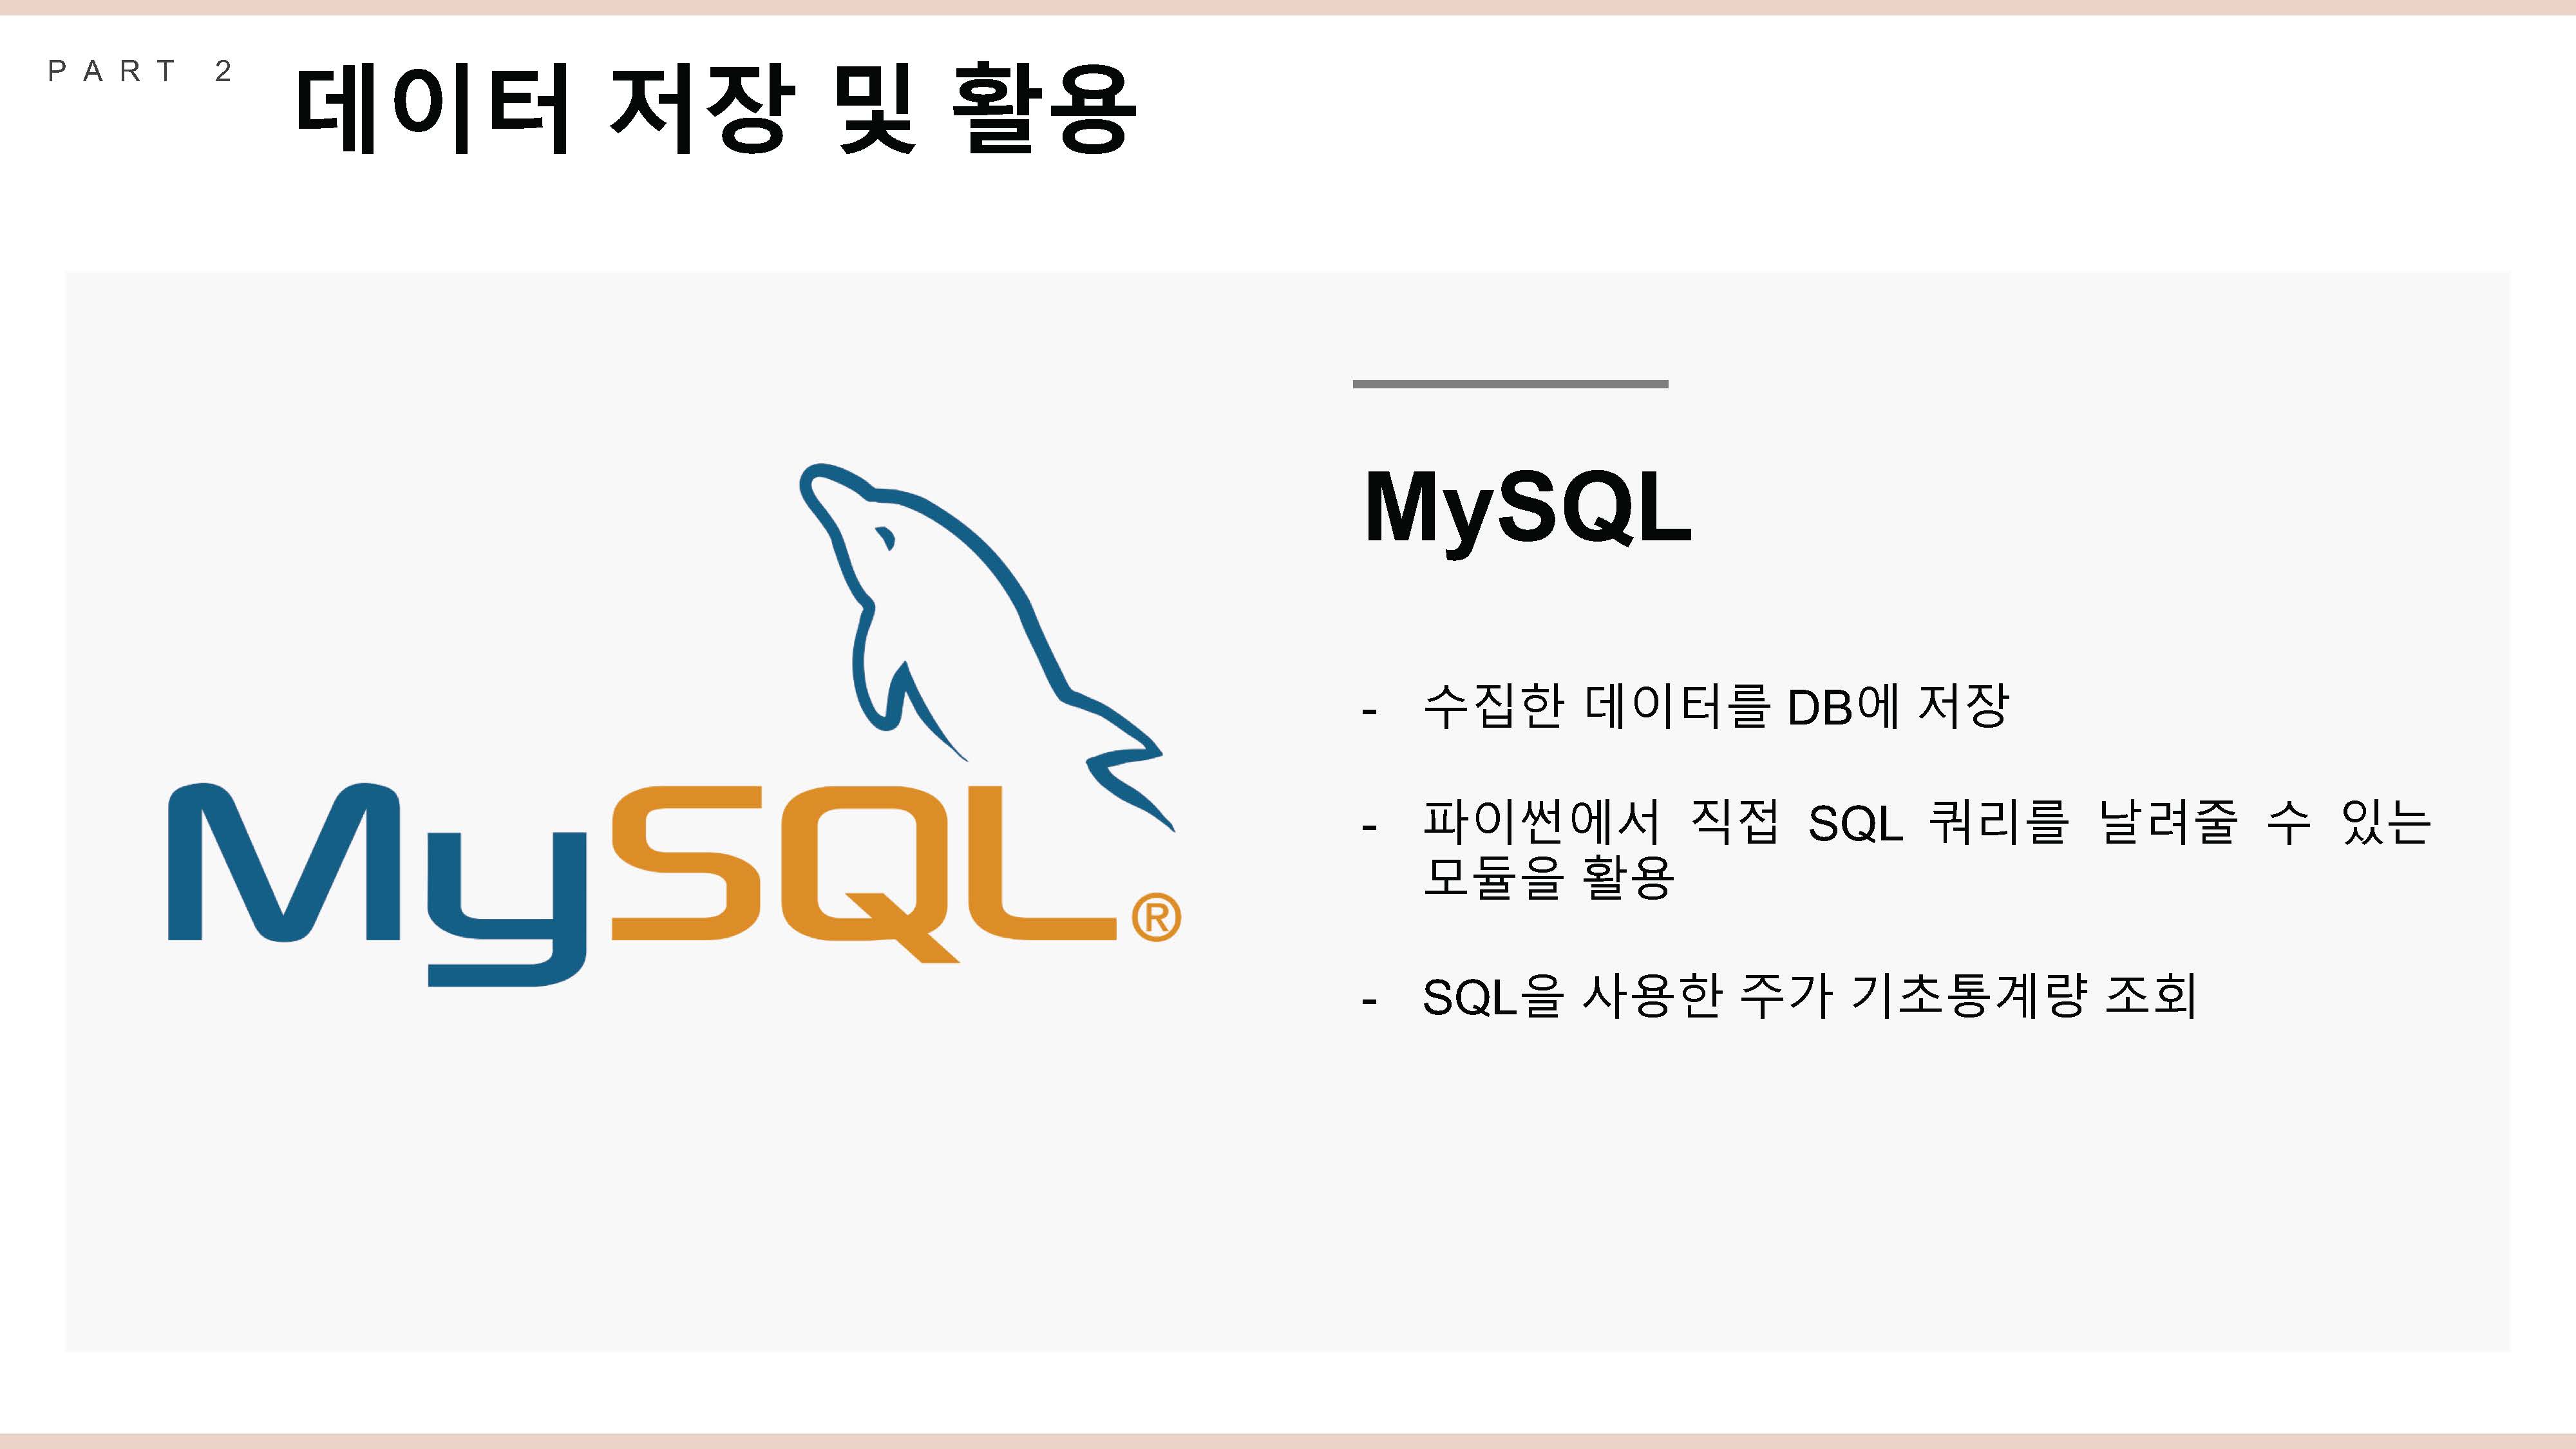 PART 2
데이터 저장 및 활용
MySQL®
MySQL
- 수집한 데이터를 DB에 저장
- 파이썬에서 직접 SQL 쿼리를 날려줄 수 있는
모듈을 활용
- SQL을 사용한 주가 기초통계량 조회